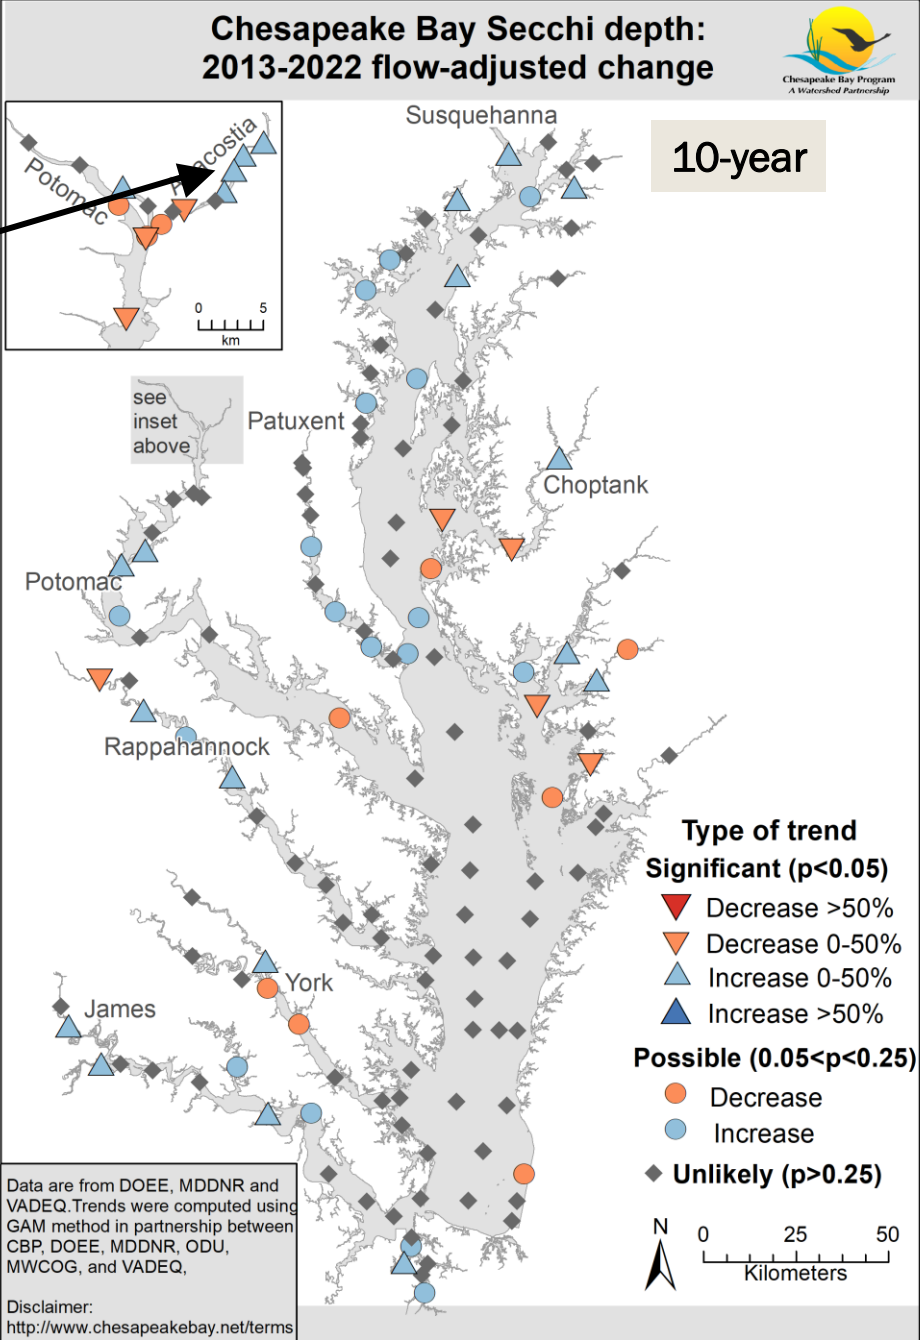 Chesapeake Bay Secchi depth:
2013-2022 flow-adjusted change
Chesapeake Bay Program
A Watershed Partnership
10-year
Susquehanna
Potomac
0 5
km
see
inset
above
Patuxent
Choptank
Potomac
Rappahannock
York
James
Type of trend
Significant (p<0.05)
Decrease >50%
Decrease 0-50%
Increase 0-50%
Increase >50%
Possible (0.05<p<0.25)
Decrease
Increase
Unlikely (p>0.25)
N
0 25 50
Kilometers
Data are from DOEE, MDDNR and
VADEQ.Trends were computed using
GAM method in partnership between
CBP, DOEE, MDDNR, ODU,
MWCOG, and VADEQ,
Disclaimer:
http://www.chesapeakebay.net/terms